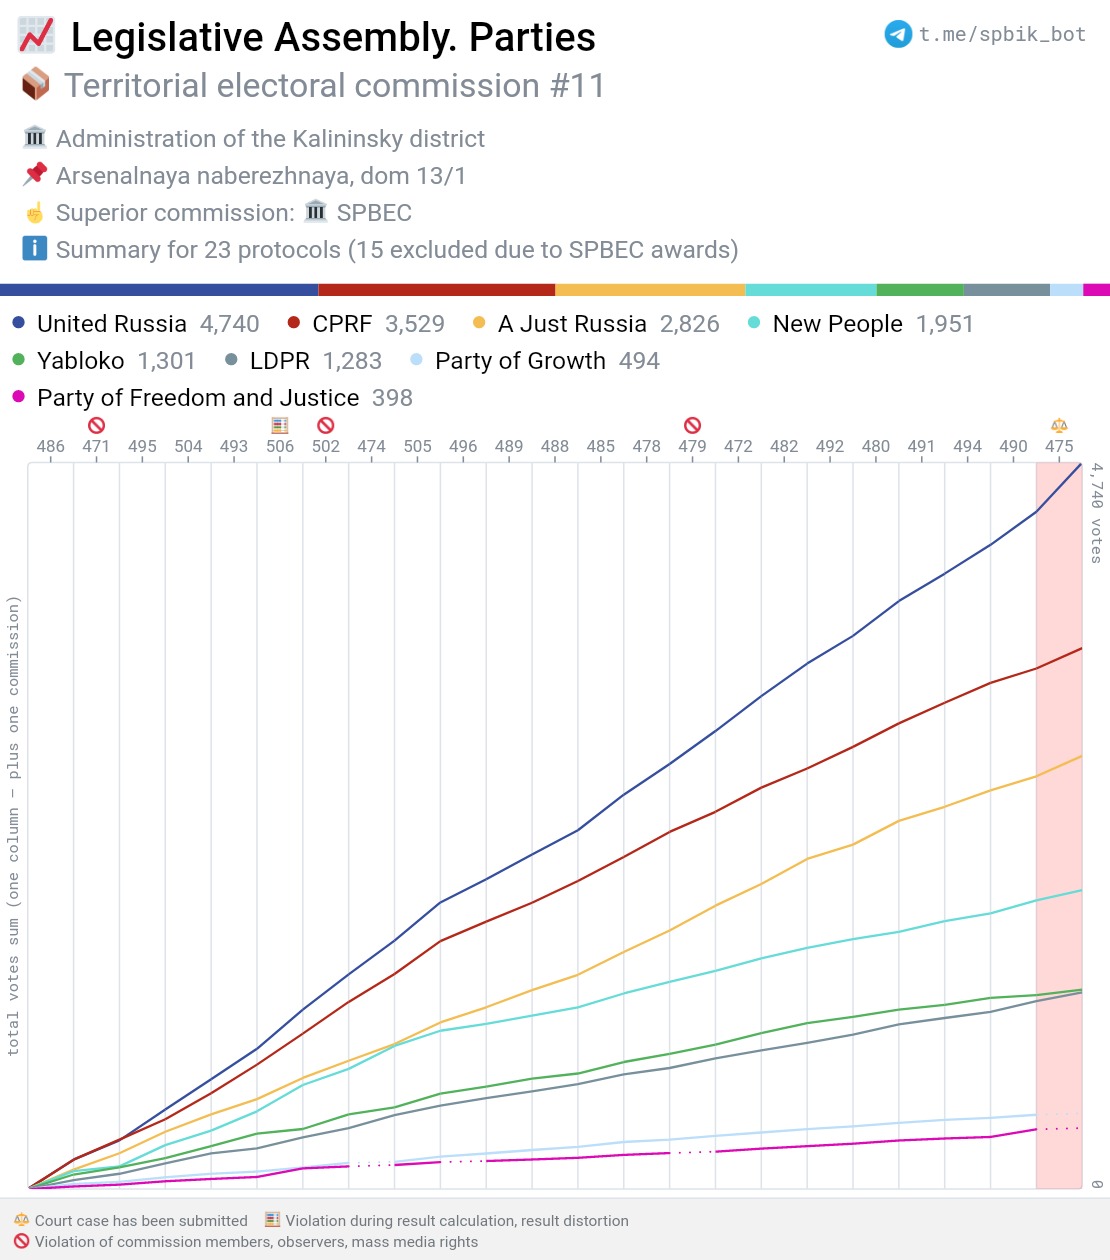 Legislative Assembly. Parties
t.me/spbik_bot
Territorial electoral commission #11
Administration of the Kalininsky district
Arsenalnaya naberezhnaya, dom 13/1
Superior commission: SPBEC
Summary for 23 protocols (15 excluded due to SPBEC awards)
United Russia 4,740 CPRF 3,529 A Just Russia 2,826 New People 1,951
Yabloko 1,301 LDPR 1,283 Party of Growth 494
Party of Freedom and Justice 398
486 471 495 504 493 506 502 474 505 496 489 488 485 478 479 472 482 492 480 491 494 490 475
4,740 votes
total votes sum (one column — plus one commission)
0
Court case has been submitted Violation during result calculation, result distortion
Violation of commission members, observers, mass media rights